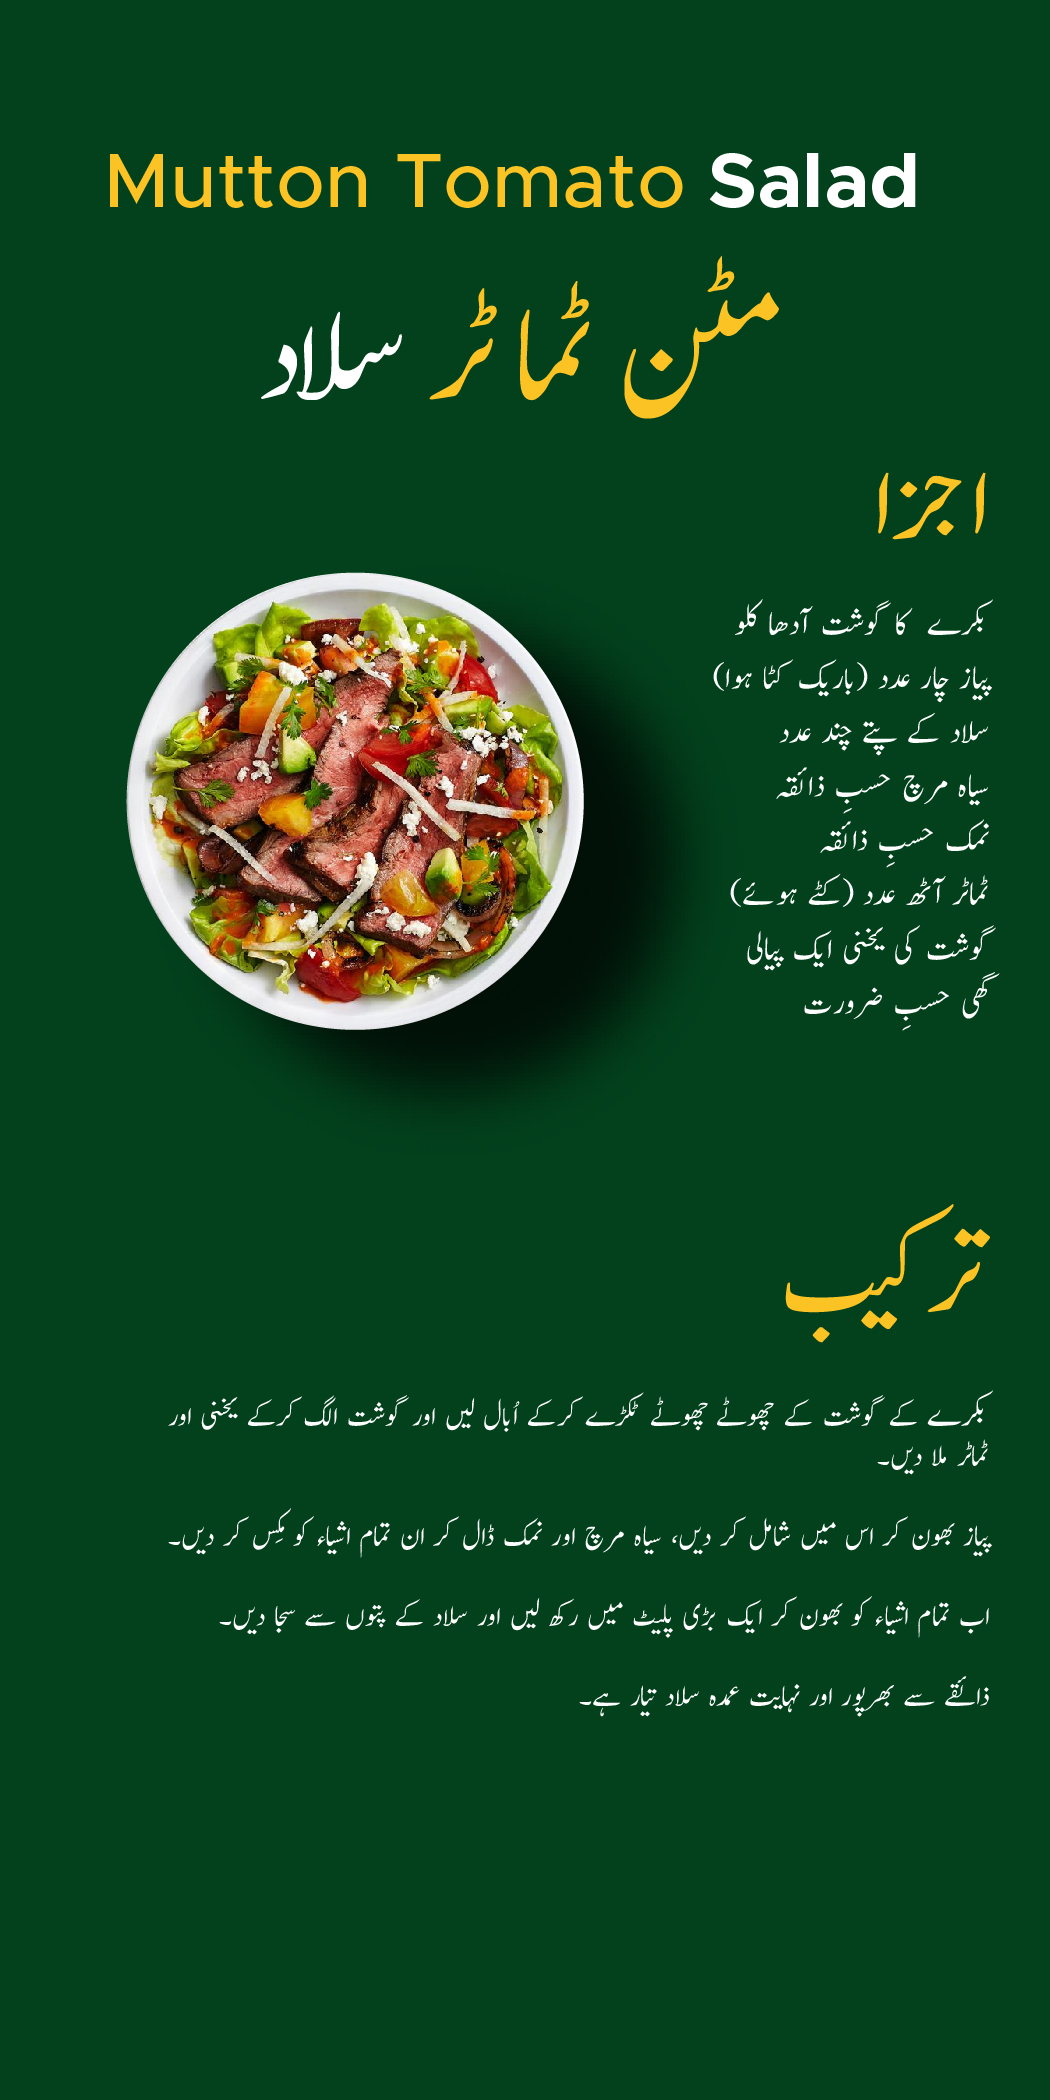 Mutton Tomato Salad
مٹن ٹماٹر سلاد
اجزا
بکرے کا گوشت آدھا کلو
پیاز چار عدد (باریک کٹا ہوا)
سلاد کے پتے چند عدد
سیاہ مرچ حسبِ ذائقہ
نمک حسبِ ذائقہ
ٹماٹر آٹھ عدد (کٹے ہوئے)
گوشت کی یخنی ایک پیالی
گھی حسبِ ضرورت
ترکیب
بکرے کے گوشت کے چھوٹے چھوٹے ٹکڑے کرکے اُبال لیں اور گوشت الگ کرکے یخنی اور
ٹماٹر ملا دیں۔
پیاز بھون کر اس میں شامل کر دیں، سیاہ مرچ اور نمک ڈال کر ان تمام اشیاء کو مِکس کر دیں۔
اب تمام اشیاء کو بھون کر ایک بڑی پلیٹ میں رکھ لیں اور سلاد کے پتوں سے سجا دیں۔
ذائقے سے بھرپور اور نہایت عمدہ سلاد تیار ہے۔